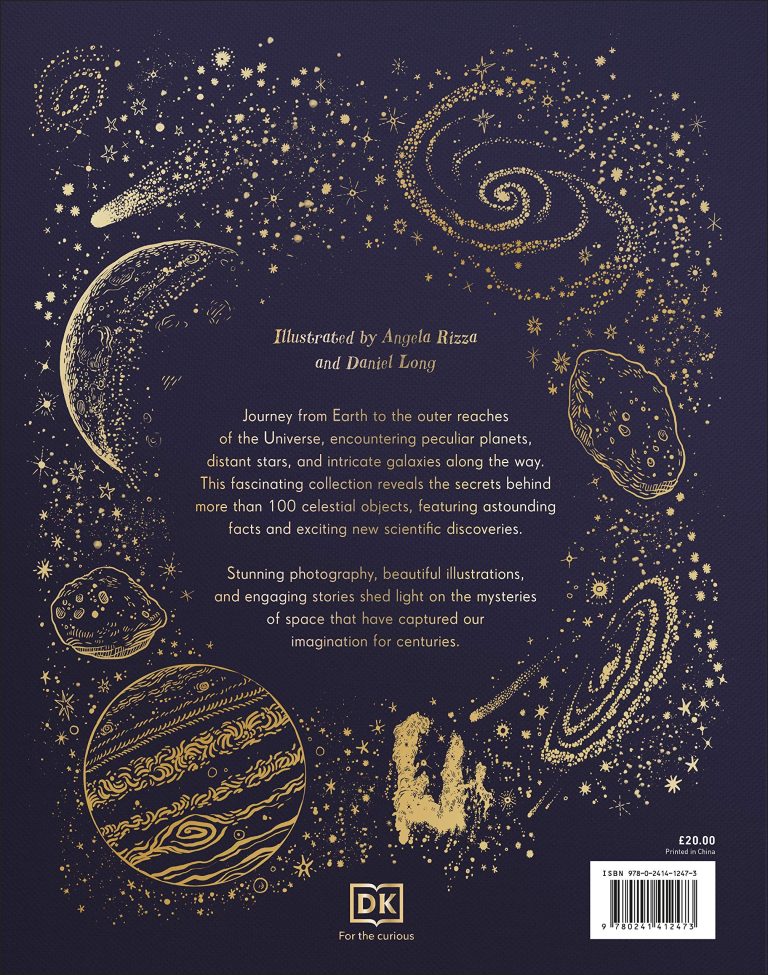 Illustrated by Angela Rizza
and Daniel Long
Journey from Earth to the outer reaches
of the Universe, encountering peculiar planets,
distant stars, and intricate galaxies along the way.
This fascinating collection reveals the secrets behind
more than 100 celestial objects, featuring astounding
facts and exciting new scientific discoveries.
Stunning photography, beautiful illustrations,
and engaging stories shed light on the mysteries
of space that have captured our
imagination for centuries.
£20.00
Printed in China
ISBN 978-0-2414-1247-3
9 780241 412473
DK
For the curious